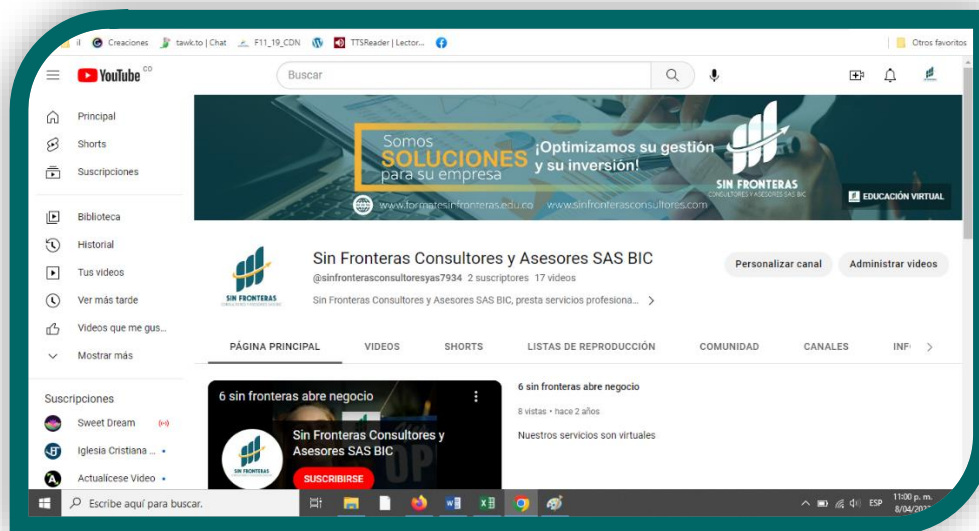 il Creaciones tawk.to | Chat F11_19_CDN TTSReader | Lector... Otros favoritos
YouTube CO
Buscar
Principal
Shorts
Suscripciones
Biblioteca
Historial
Tus videos
Ver más tarde
Videos que me gus...
Mostrar más
Suscripciones
Sweet Dream
Iglesia Cristiana ...
Actualícese Video
Somos
SOLUCIONES
para su empresa
¡Optimizamos su gestión
y su inversión!
www.formatesinfronteras.edu.co www.sinfronterasconsultores.com
SIN FRONTERAS
CONSULTORES Y ASESORES SAS BIC
EDUCACIÓN VIRTUAL
SIN FRONTERAS
Sin Fronteras Consultores y Asesores SAS BIC
@sinfronterasconsultoresyas7934 2 suscriptores 17 videos
Sin Fronteras Consultores y Asesores SAS BIC, presta servicios profesiona...
Personalizar canal Administrar videos
PÁGINA PRINCIPAL VIDEOS SHORTS LISTAS DE REPRODUCCIÓN COMUNIDAD CANALES
6 sin fronteras abre negocio
Sin Fronteras Consultores y
Asesores SAS BIC
SUSCRIBIRSE
SIN FRONTERAS
OP
6 sin fronteras abre negocio
8 vistas • hace 2 años
Nuestros servicios son virtuales
Escribe aquí para buscar.
ESP
11:00 p. m.